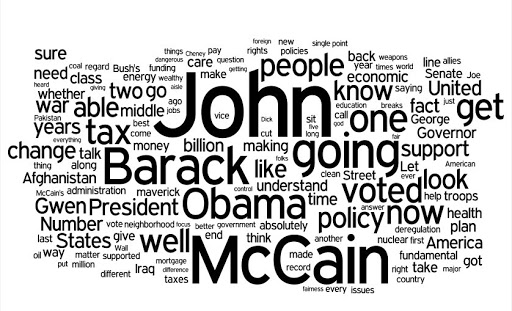 foreign new
sure things Cheney pay rights policies single point
coal regard Bush's dangerous care question people back weapons line allies
need class energy funding wealthy make getting year times world Senate Joe
heard whether giving two go aisle John know economic saying United
war able middle ago jobs vice Dick sit call education breaks fact just get
Pakistan years tax best come cut five long god one George Governor
everything money billion making going fair support
change talk Barack like folks clean Street Let American
thing along Afghanistan control understand voted ever look
McCain's administration maverick Obama time answer help troops
Gwen President policy now health
Number vote neighborhood focus better government absolutely deregulation plan
last States Wall give well end think another nuclear first America
oil way matter supported McCain made fundamental got
put million mortgage record right take major
different Iraq difference taxes country
fairness every issues